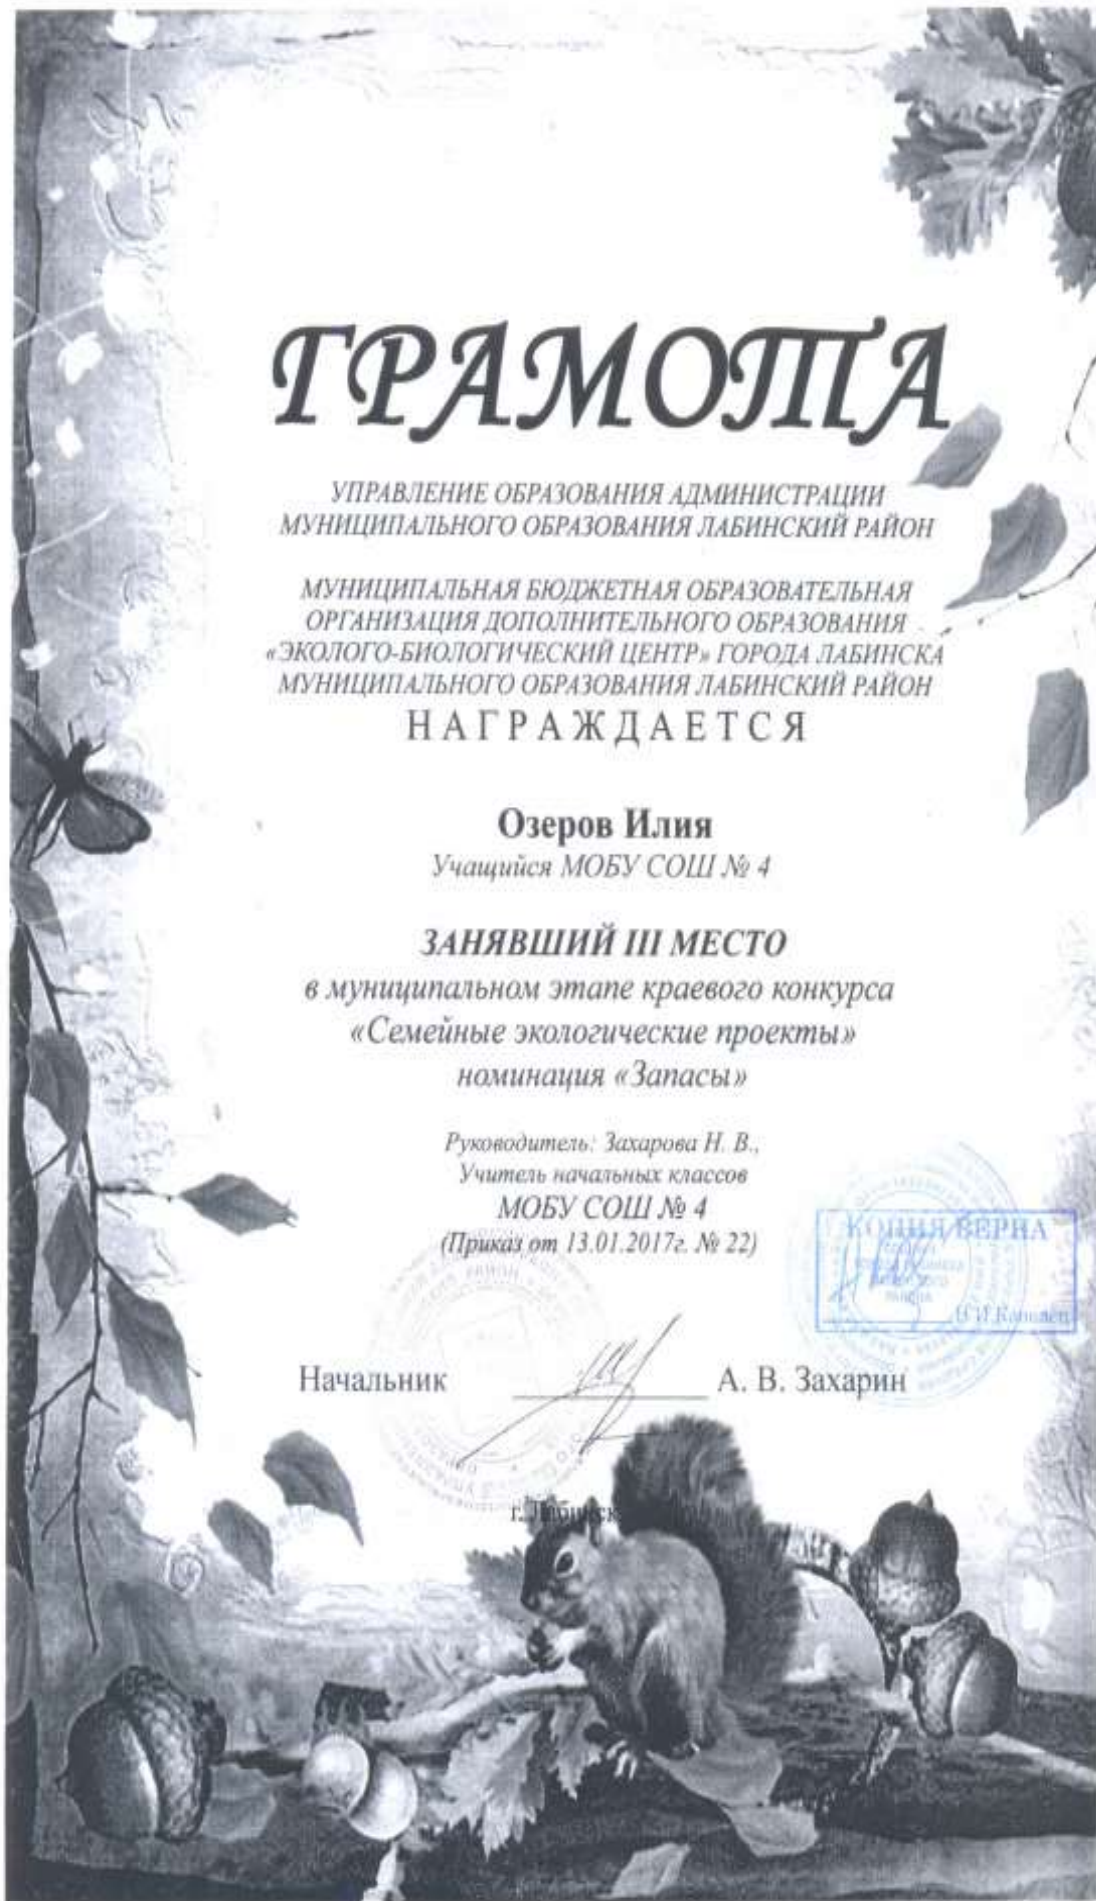 ГРАМОТА
УПРАВЛЕНИЕ ОБРАЗОВАНИЯ АДМИНИСТРАЦИИ
МУНИЦИПАЛЬНОГО ОБРАЗОВАНИЯ ЛАБИНСКИЙ РАЙОН
МУНИЦИПАЛЬНАЯ БЮДЖЕТНАЯ ОБРАЗОВАТЕЛЬНАЯ
ОРГАНИЗАЦИЯ ДОПОЛНИТЕЛЬНОГО ОБРАЗОВАНИЯ
«ЭКОЛОГО-БИОЛОГИЧЕСКИЙ ЦЕНТР» ГОРОДА ЛАБИНСКА
МУНИЦИПАЛЬНОГО ОБРАЗОВАНИЯ ЛАБИНСКИЙ РАЙОН
НАГРАЖДАЕТСЯ
Озеров Илия
Учащийся МОБУ СОШ № 4
ЗАНЯВШИЙ III МЕСТО
в муниципальном этапе краевого конкурса
«Семейные экологические проекты»
номинация «Запасы»
Руководитель: Захарова Н. В.,
Учитель начальных классов
МОБУ СОШ № 4
(Приказ от 13.01.2017г. № 22)
КОПИЯ ВЕРНА
Начальник А. В. Захарин
г. Лабинск